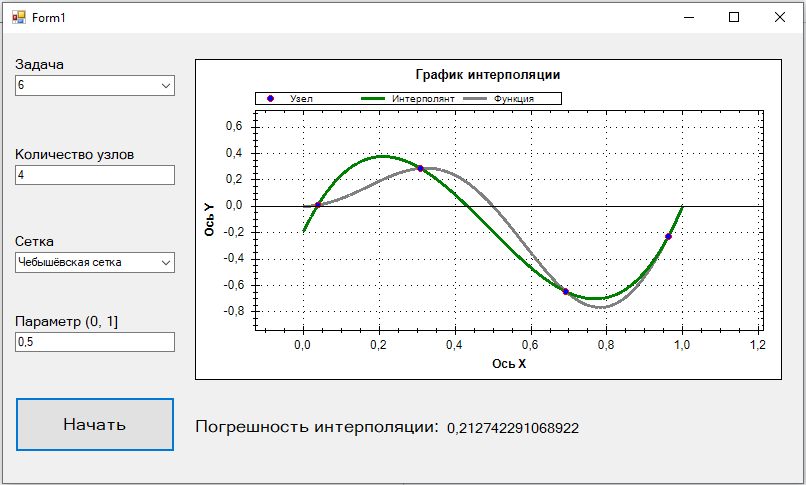 Form1
Задача
6
Количество узлов
4
Сетка
Чебышёвская сетка
Параметр (0, 1]
0,5
Начать
График интерполяции
Узел Интерполянт Функция
Ось Y
0,6
0,4
0,2
0,0
-0,2
-0,4
-0,6
-0,8
0,0 0,2 0,4 0,6 0,8 1,0 1,2
Ось X
Погрешность интерполяции: 0,212742291068922